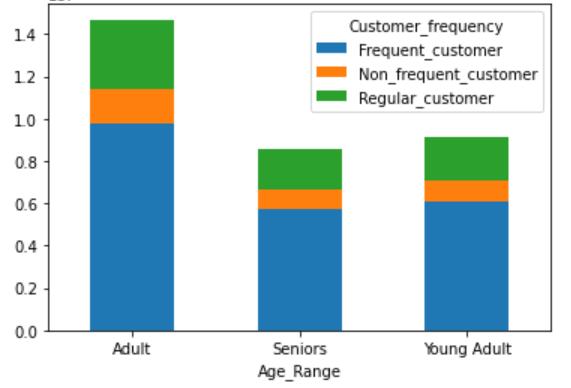 Customer_frequency
Frequent_customer
Non_frequent_customer
Regular_customer
1.4
1.2
1.0
0.8
0.6
0.4
0.2
0.0
Adult
Seniors
Young Adult
Age_Range